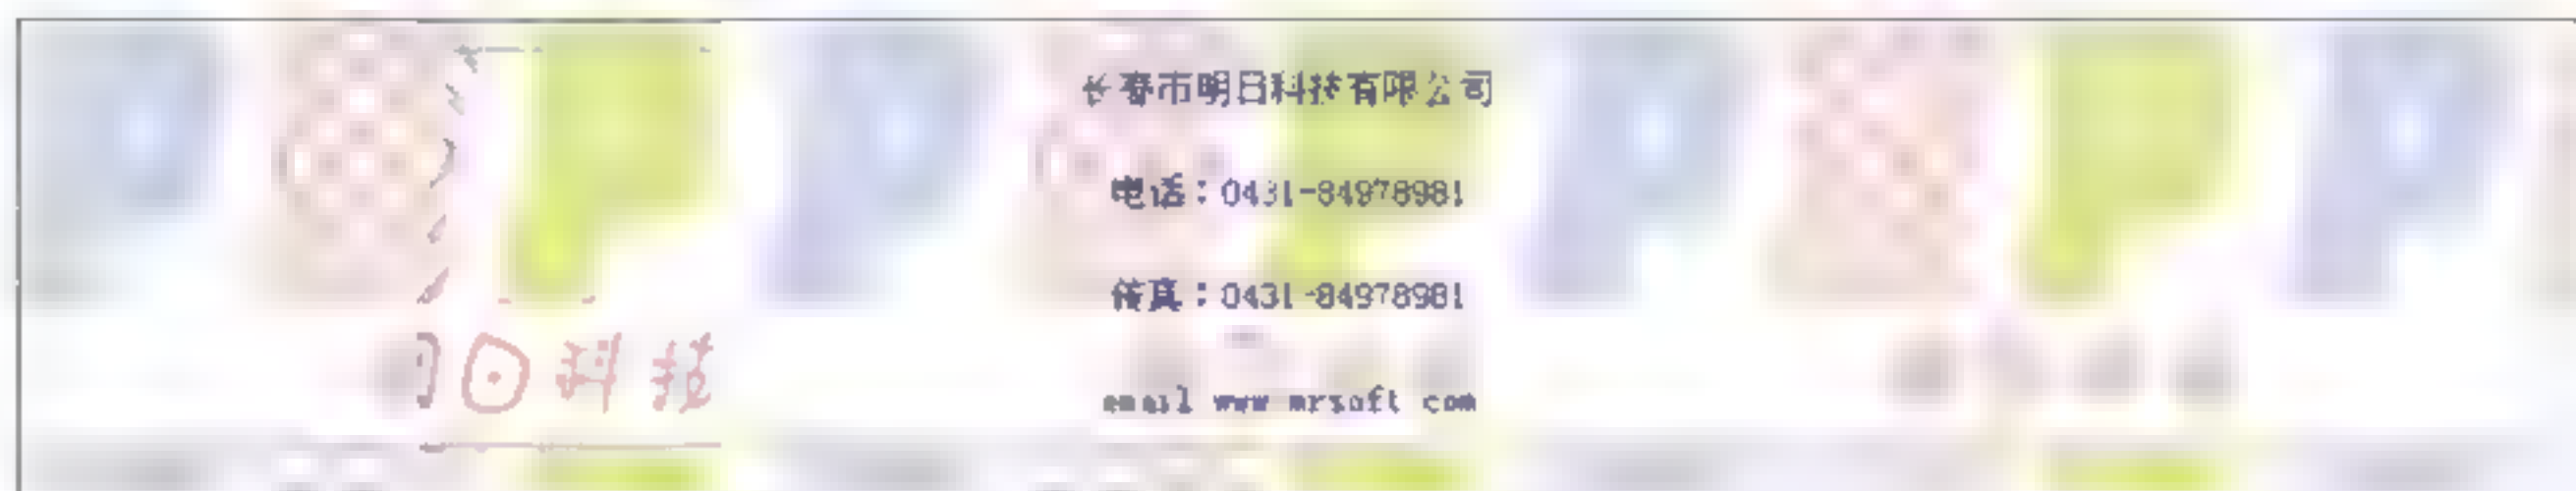 长春市明日科技有限公司
电话：0431-84978981
传真：0431-84978981
email www mrsoft com
日科技